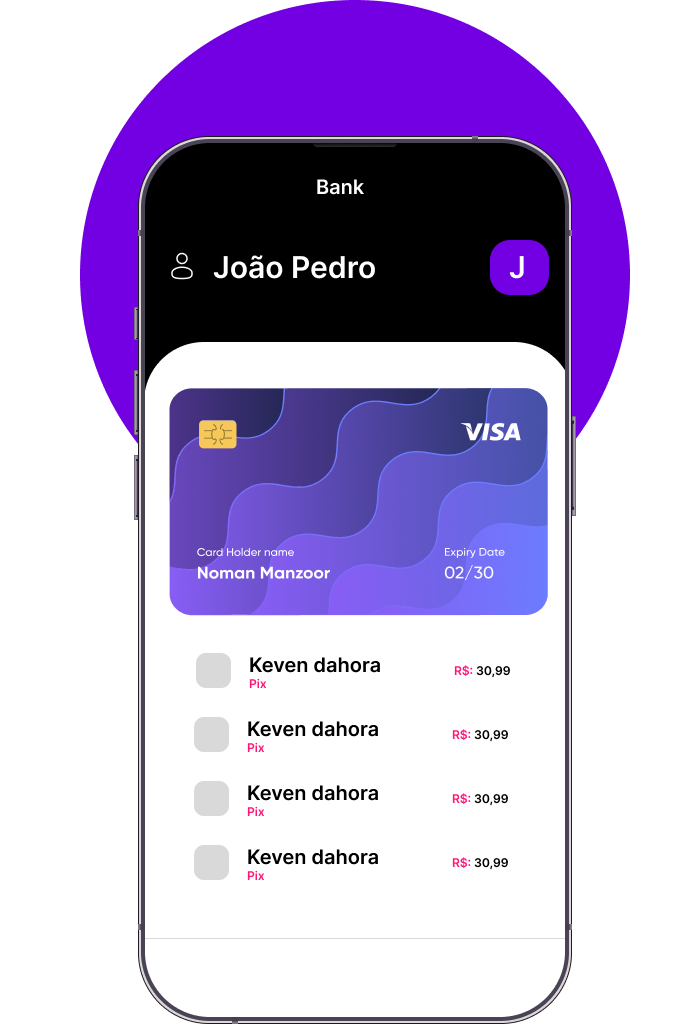 Bank
João Pedro
J
VISA
Card Holder name
Expiry Date
Noman Manzoor
02/30
Keven dahora
Pix
R$: 30,99
Keven dahora
Pix
R$: 30,99
Keven dahora
Pix
R$: 30,99
Keven dahora
Pix
R$: 30,99